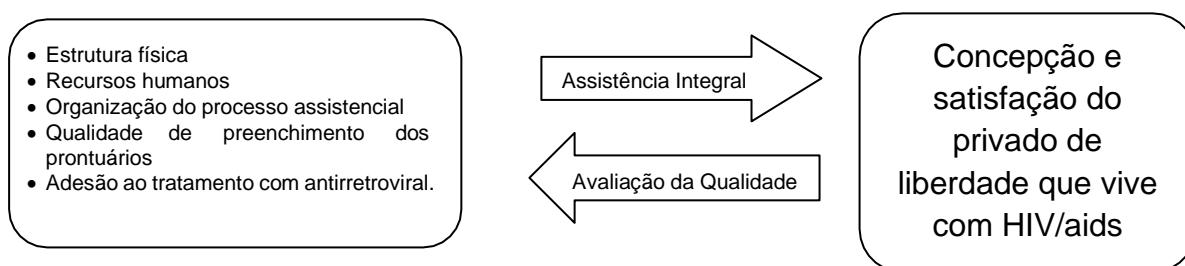 • Estrutura física
• Recursos humanos
• Organização do processo assistencial
• Qualidade de preenchimento dos
prontuários
• Adesão ao tratamento com antirretroviral.
Assistência Integral
Avaliação da Qualidade
Concepção e
satisfação do
privado de
liberdade que vive
com HIV/aids